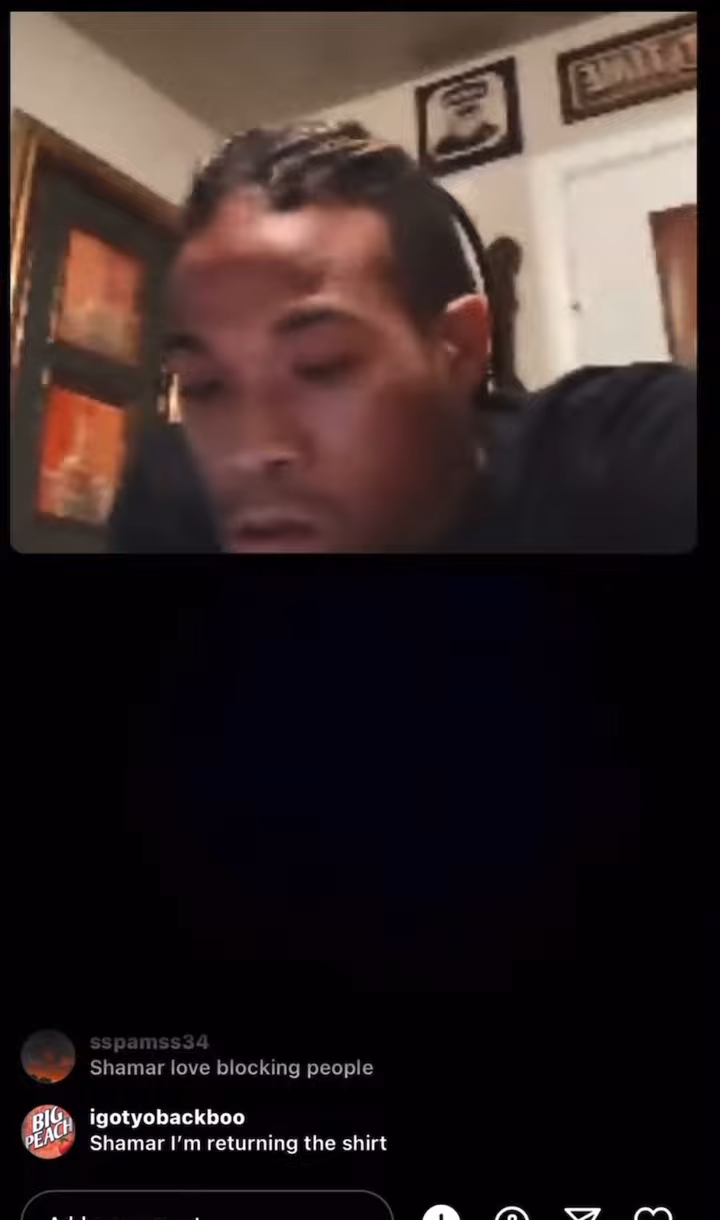 sspamss34
Shamar love blocking people
BIG
PEACH
igotyobackboo
Shamar I’m returning the shirt